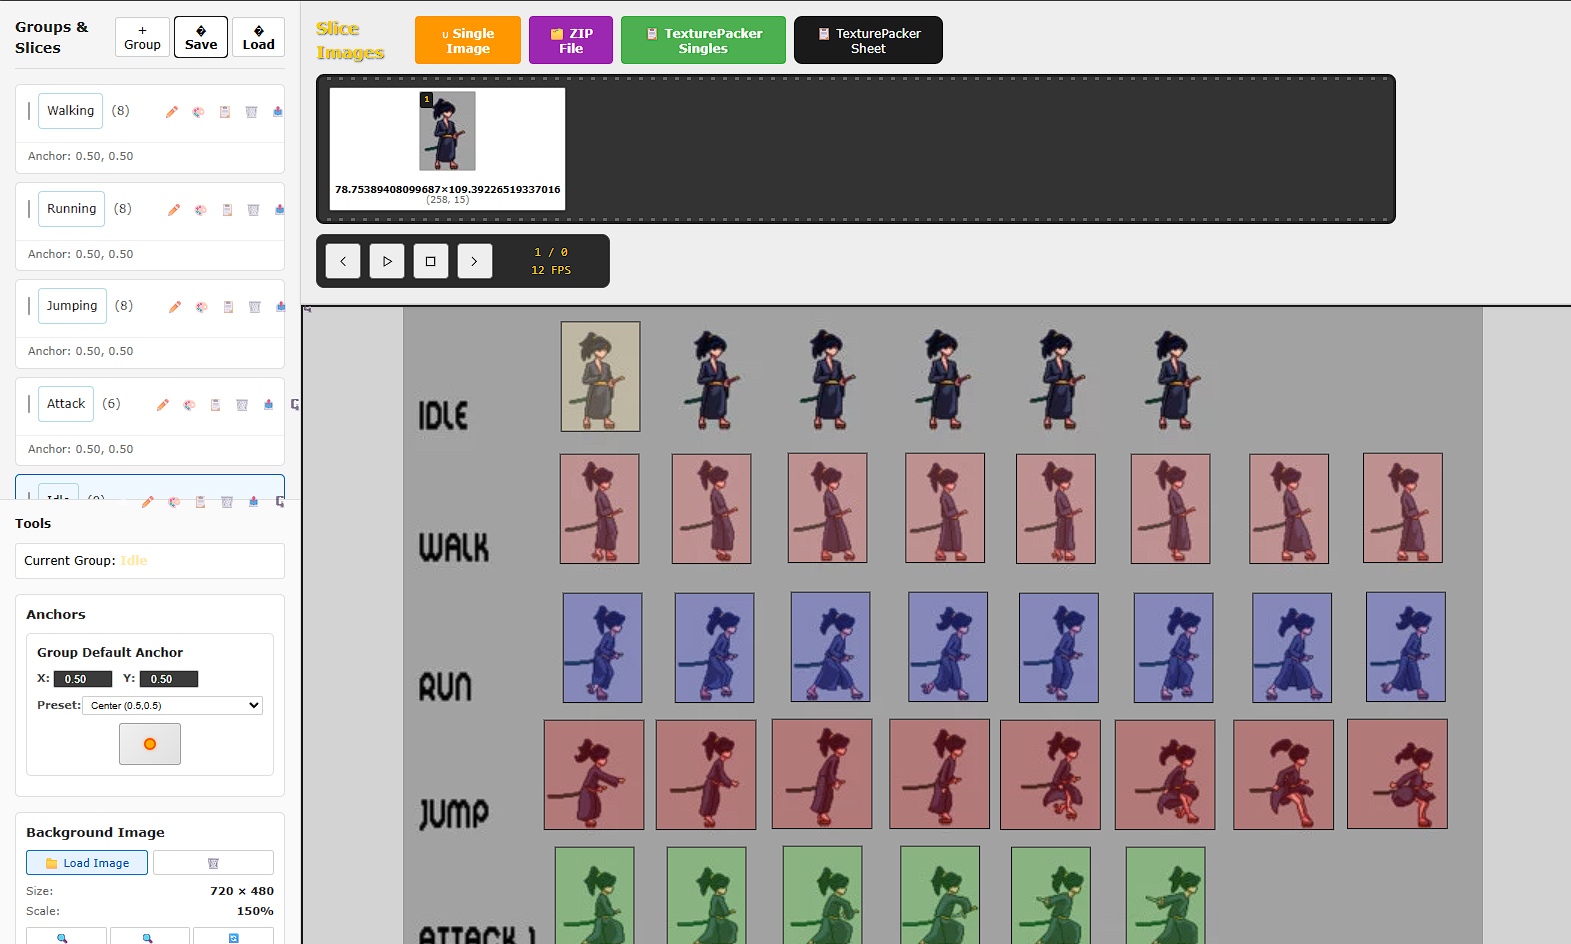 Groups &
Slices
+
Group
�
Save
�
Load
Walking
(8)
Anchor: 0.50, 0.50
Running
(8)
Anchor: 0.50, 0.50
Jumping
(8)
Anchor: 0.50, 0.50
Attack
(6)
Anchor: 0.50, 0.50
Idle
Tools
Current Group: Idle
Anchors
Group Default Anchor
X: 0.50 Y: 0.50
Preset: Center (0.5,0.5)
Background Image
Load Image
Size: 720 × 480
Scale: 150%
Slice
Images
Single
Image
ZIP
File
TexturePacker
Singles
TexturePacker
Sheet
1
78.75389408099687×109.39226519337016
(258, 15)
1 / 0
12 FPS
IDLE
WALK
RUN
JUMP
ATTACK 1